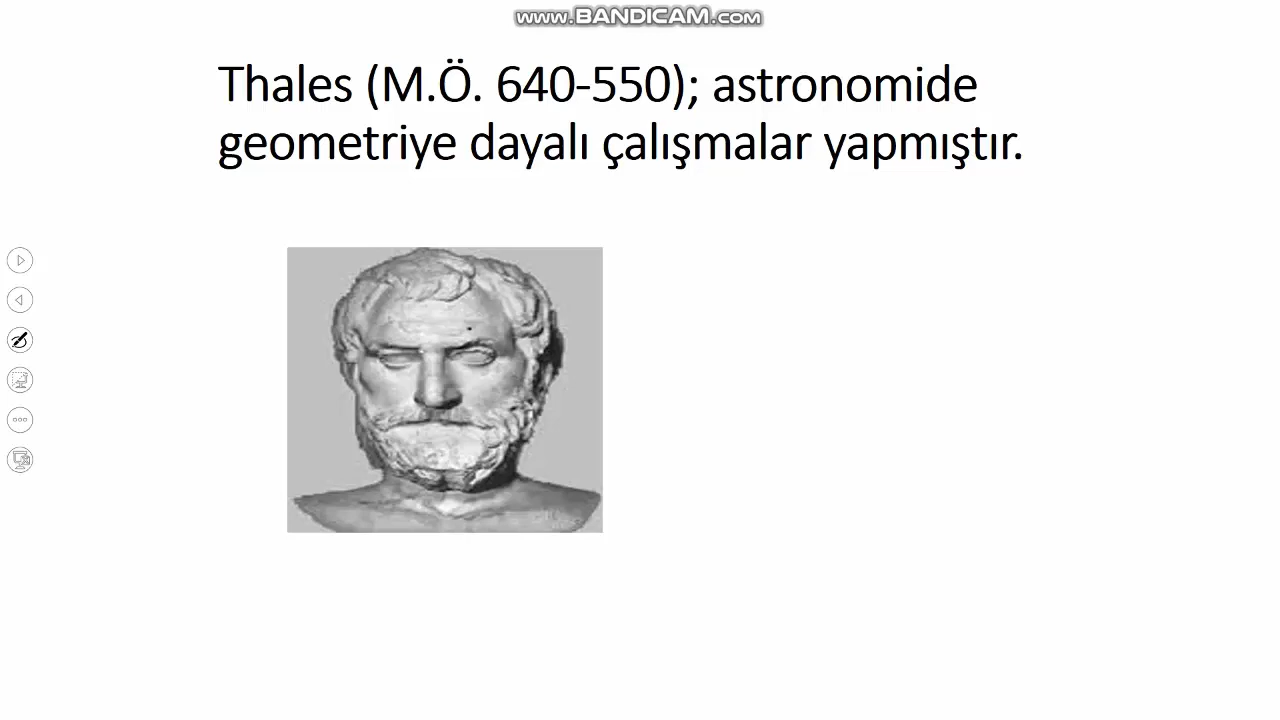 www.BANDICAM.com
Thales (M.Ö. 640-550); astronomide
geometriye dayalı çalışmalar yapmıştır.